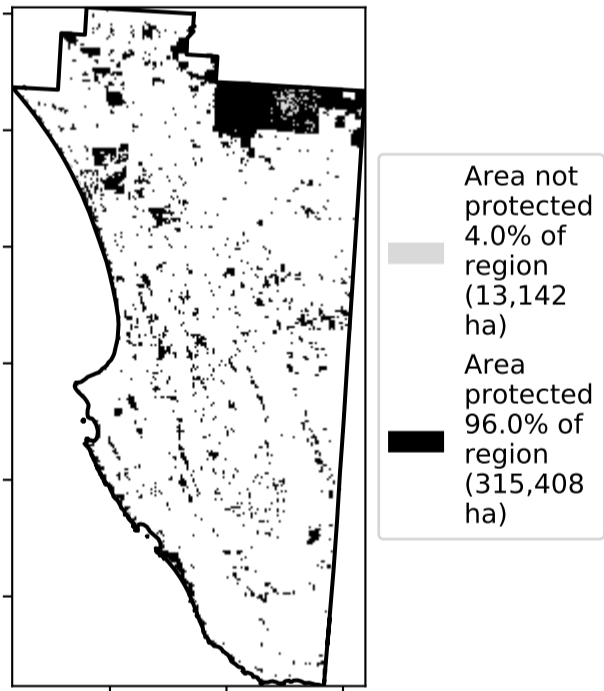 Area not
protected
4.0% of
region
(13,142
ha)
Area
protected
96.0% of
region
(315,408
ha)